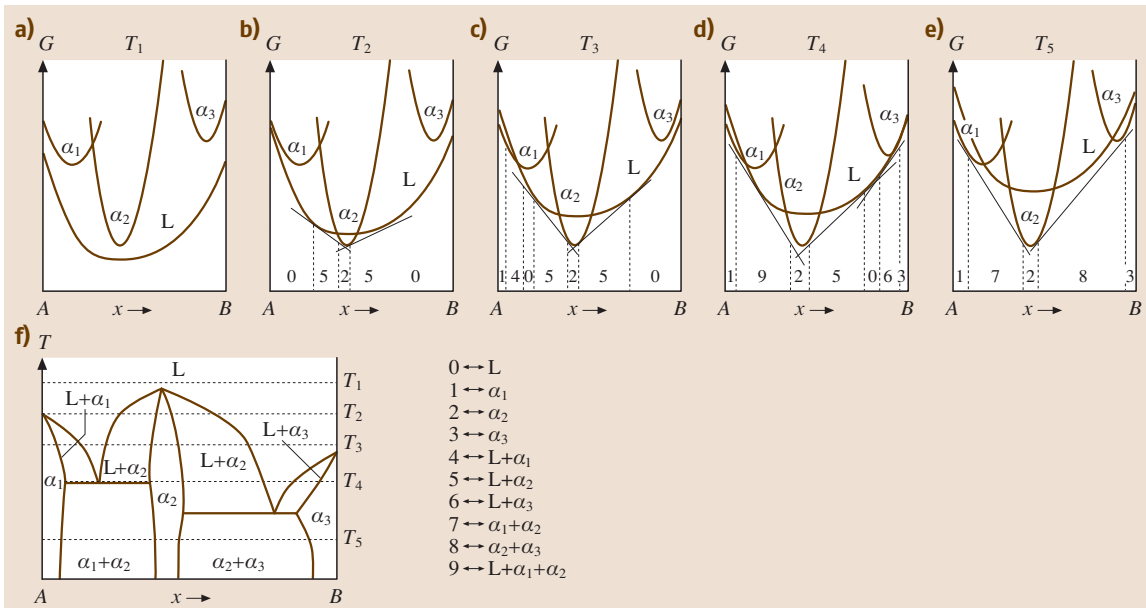 a)
G T1
α1
α2
L
A x B
b)
G T2
α1
α2
α3
L
0 5 2 5 0
A x B
c)
G T3
α1
α2
α3
L
1 4 0 5 2 5 0
A x B
d)
G T4
α1
α2
α3
L
1 9 2 5 0 6 3
A x B
e)
G T5
α1
α2
α3
L
1 7 2 8 3
A x B
α3
f)
T
L
T1
L+α1
T2
L+α3
T3
L+α2
L+α2
T4
α1
α2
α3
T5
α1+α2
α2+α3
A x B
0 ↔ L
1 ↔ α1
2 ↔ α2
3 ↔ α3
4 ↔ L+α1
5 ↔ L+α2
6 ↔ L+α3
7 ↔ α1+α2
8 ↔ α2+α3
9 ↔ L+α1+α2